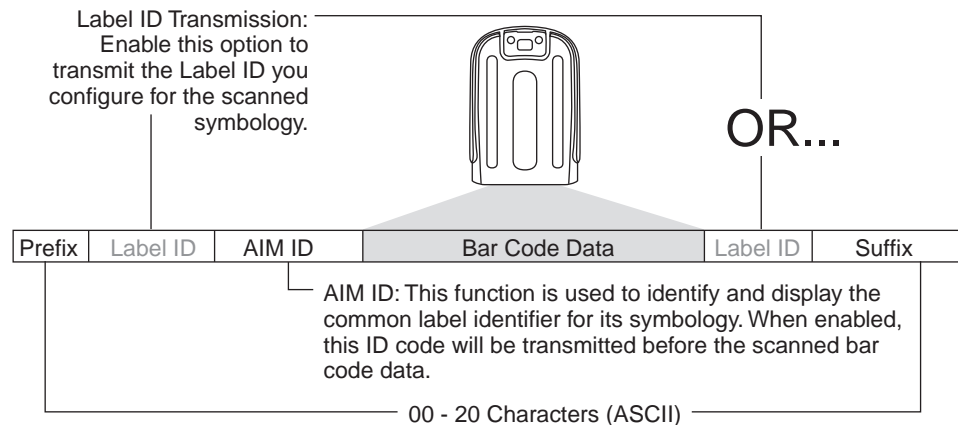 Label ID Transmission:
Enable this option to
transmit the Label ID you
configure for the scanned
symbology.
OR...
Prefix Label ID AIM ID Bar Code Data Label ID Suffix
AIM ID: This function is used to identify and display the
common label identifier for its symbology. When enabled,
this ID code will be transmitted before the scanned bar
code data.
00 - 20 Characters (ASCII)